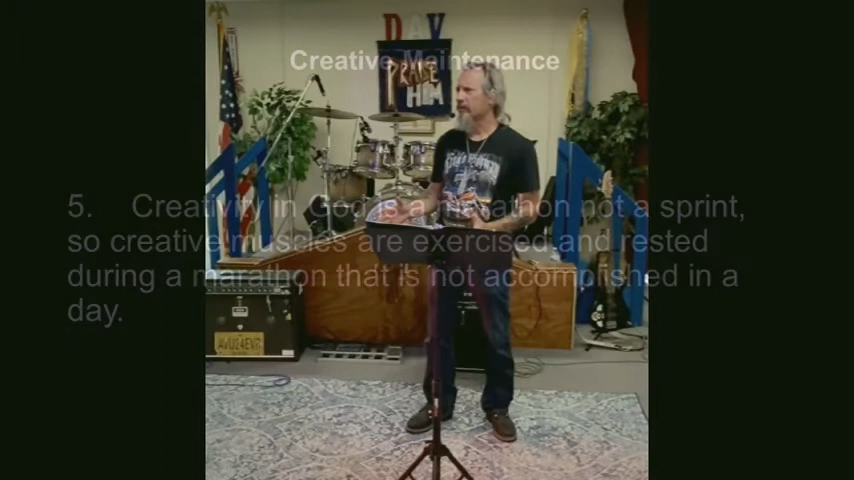 DAV
Creative Maintenance
PRAISE
HIM
5. Creativity in God is a marathon not a sprint,
so creative muscles are exercised and rested
during a marathon that is not accomplished in a
day.